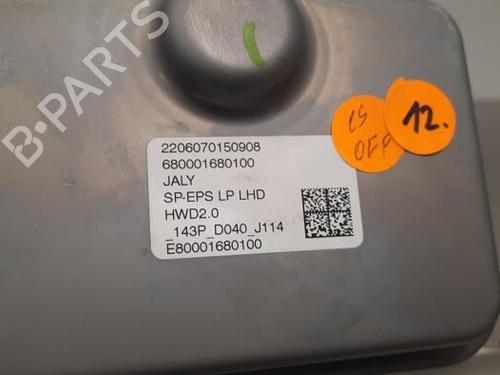 2206070150908
680001680100
JALY
SP-EPS LP LHD
HWD2.0
_143P_D040_J114
E80001680100
12.
B-PARTS